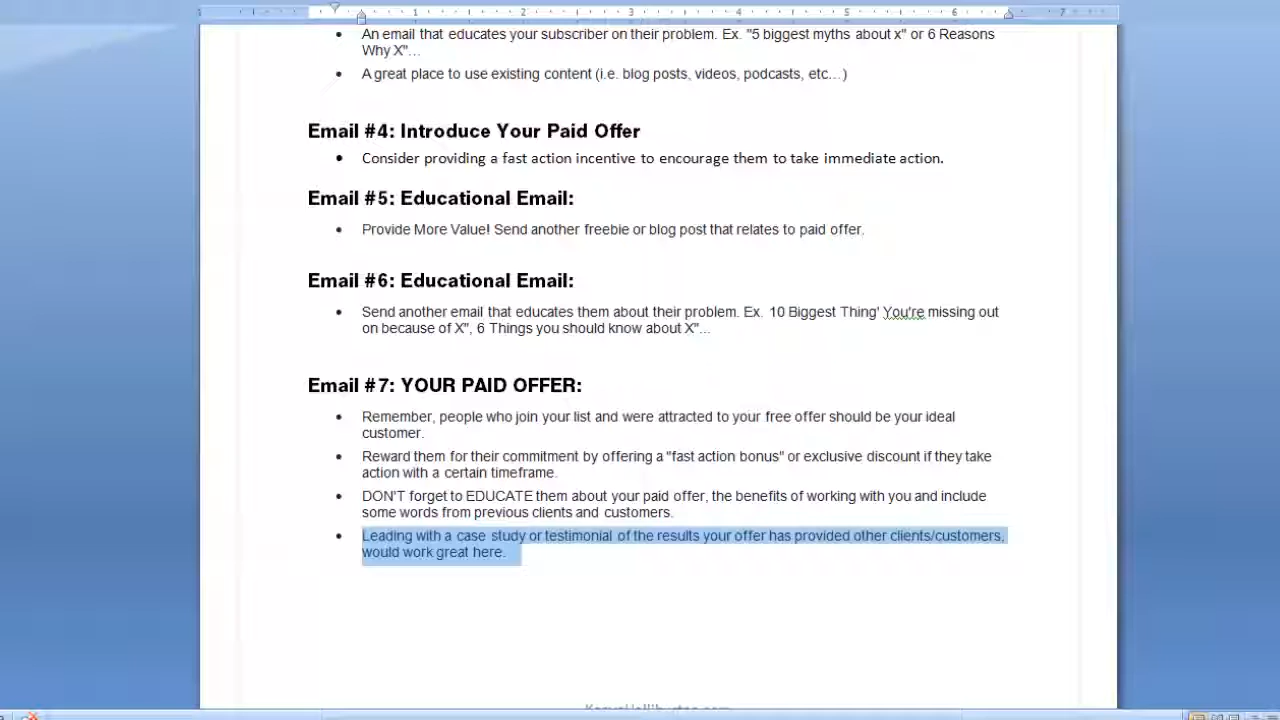 1 1 2 3 4 5 6 7
• An email that educates your subscriber on their problem. Ex. "5 biggest myths about x" or 6 Reasons
Why X"...
• A great place to use existing content (i.e. blog posts, videos, podcasts, etc...)
Email #4: Introduce Your Paid Offer
• Consider providing a fast action incentive to encourage them to take immediate action.
Email #5: Educational Email:
• Provide More Value! Send another freebie or blog post that relates to paid offer.
Email #6: Educational Email:
• Send another email that educates them about their problem. Ex. 10 Biggest Thing' You're missing out
on because of X", 6 Things you should know about X"...
Email #7: YOUR PAID OFFER:
• Remember, people who join your list and were attracted to your free offer should be your ideal
customer.
• Reward them for their commitment by offering a "fast action bonus" or exclusive discount if they take
action with a certain timeframe.
• DON'T forget to EDUCATE them about your paid offer, the benefits of working with you and include
some words from previous clients and customers.
• Leading with a case study or testimonial of the results your offer has provided other clients/customers,
would work great here.